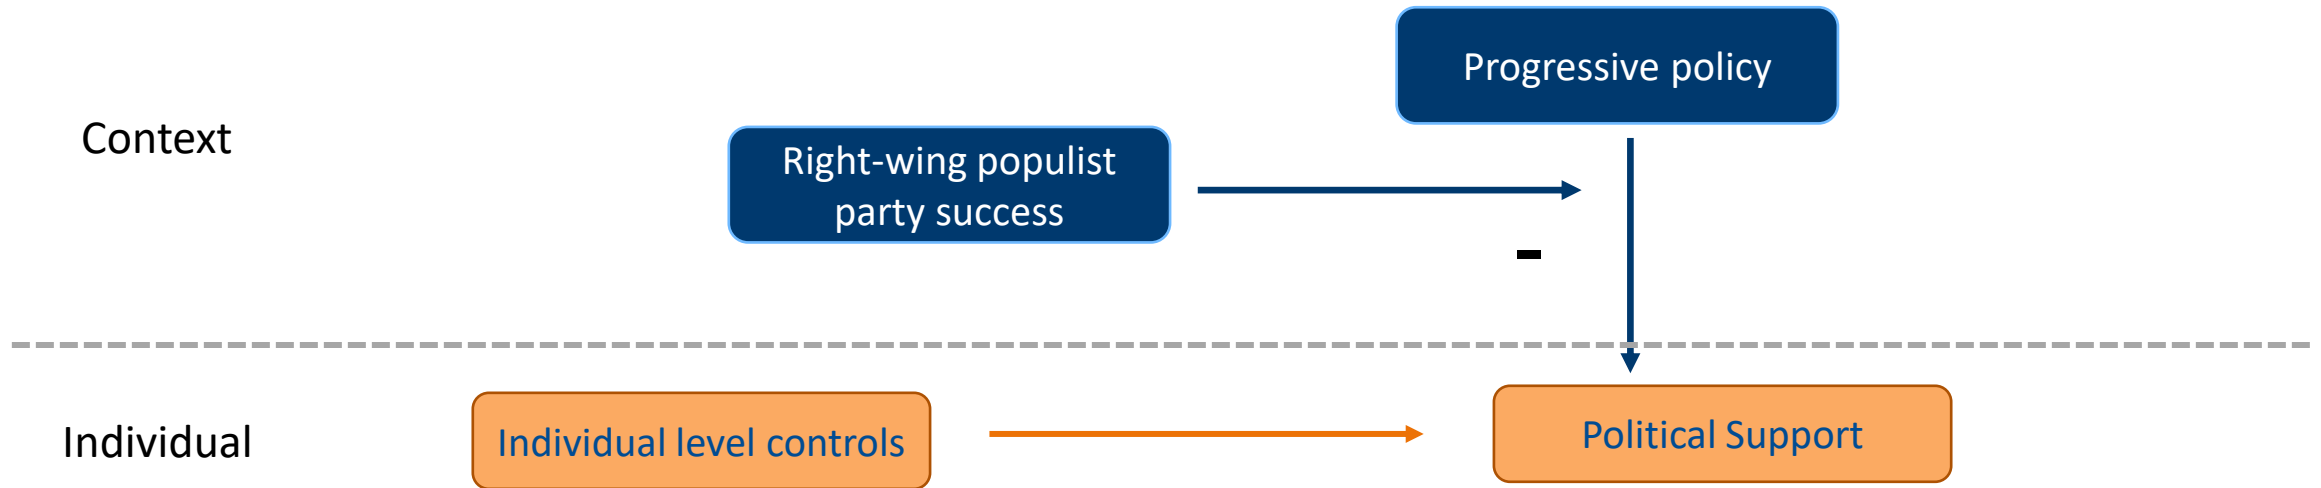 Progressive policy
Context
Right-wing populist
party success
-
Individual
Individual level controls
Political Support